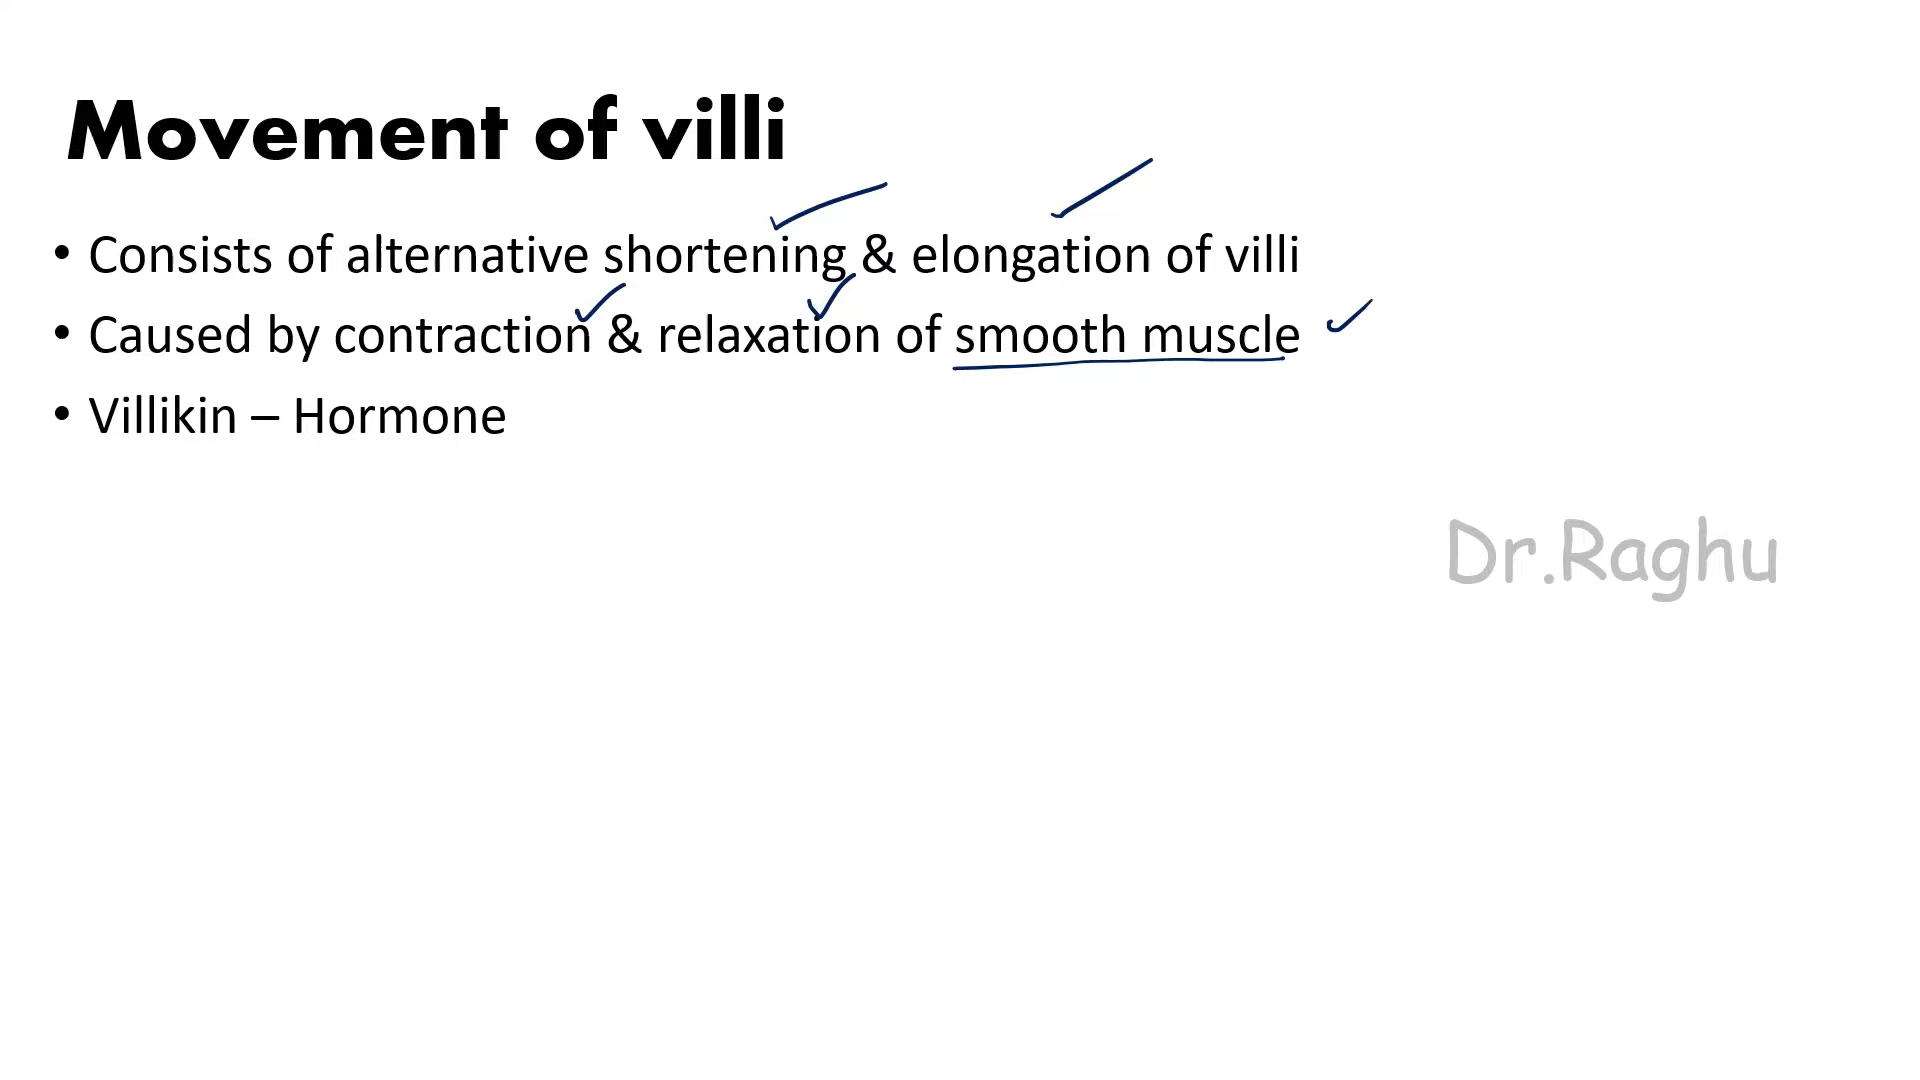 Movement of villi
• Consists of alternative shortening & elongation of villi
• Caused by contraction & relaxation of smooth muscle
• Villikin – Hormone
Dr.Raghu